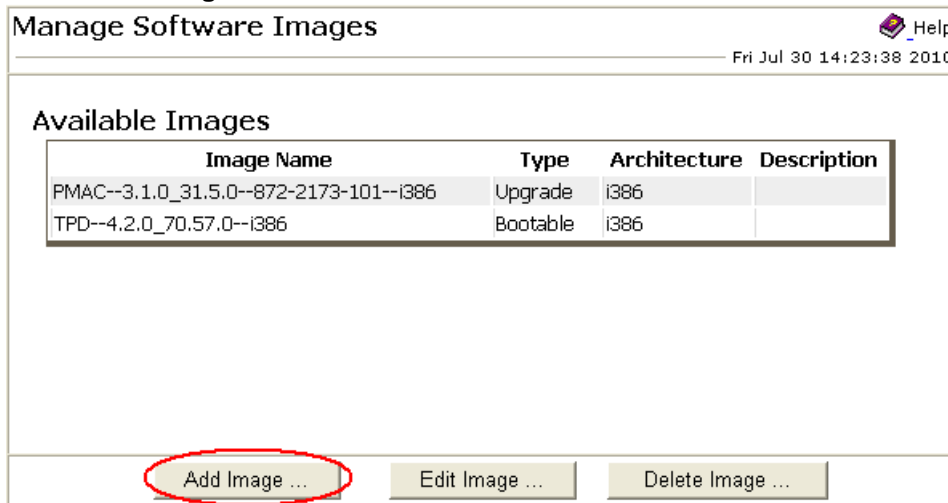 Manage Software Images
Help
Fri Jul 30 14:23:38 2010
Available Images
Image Name Type Architecture Description
PMAC--3.1.0_31.5.0--872-2173-101--i386 Upgrade i386
TPD--4.2.0_70.57.0--i386 Bootable i386
Add Image ... Edit Image ... Delete Image ...